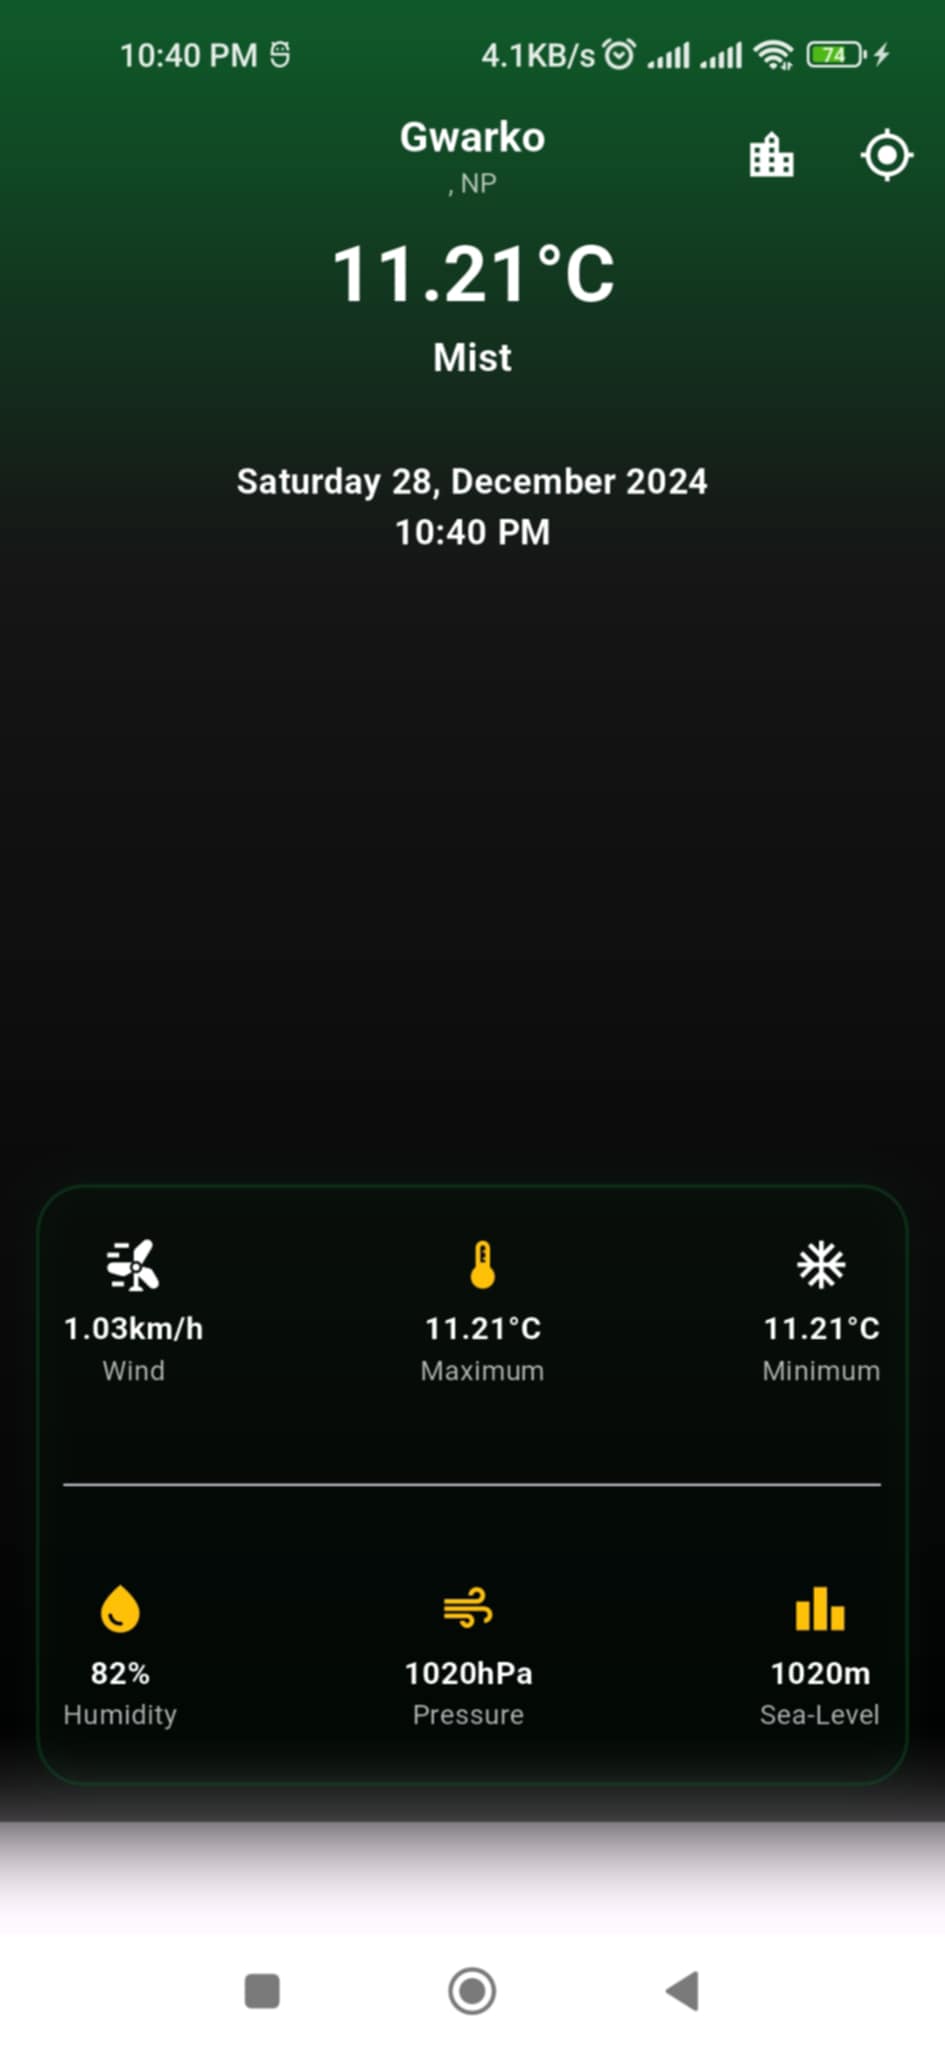 10:40 PM 4.1KB/s 74
Gwarko
, NP
11.21°C
Mist
Saturday 28, December 2024
10:40 PM
1.03km/h 11.21°C 11.21°C
Wind Maximum Minimum
82% 1020hPa 1020m
Humidity Pressure Sea-Level